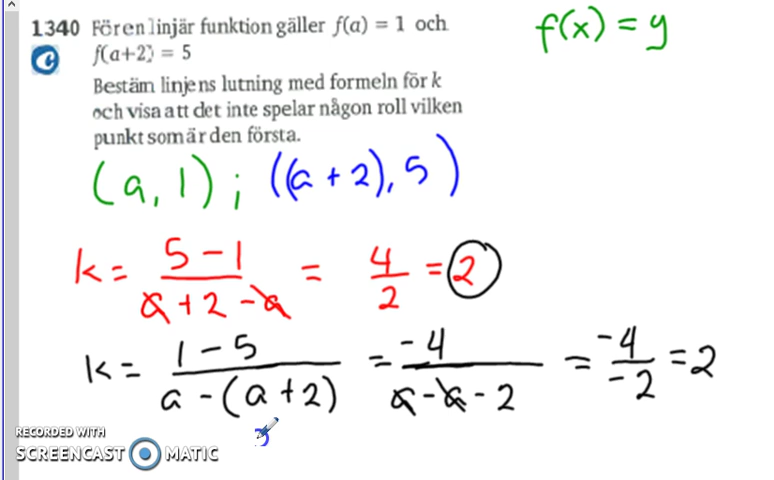 1340 För en linjär funktion gäller f(a) = 1 och
f(a+2) = 5
C
Bestäm linjens lutning med formeln för k
och visa att det inte spelar någon roll vilken
punkt som är den första.
f(x) = y
(a, 1) ; ((a + 2), 5)
k = 5 - 1 / a + 2 - a = 4/2 = 2
k = 1 - 5 / a - (a + 2) = -4 / a - a - 2 = -4/-2 = 2
RECORDED WITH
SCREENCAST MATIC